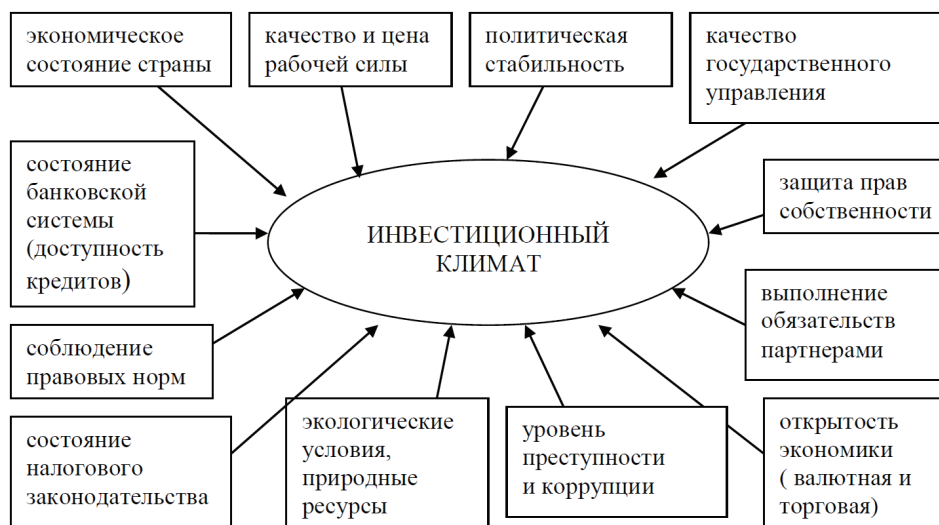 экономическое
состояние страны
качество и цена
рабочей силы
политическая
стабильность
качество
государственного
управления
состояние
банковской
системы
(доступность
кредитов)
ИНВЕСТИЦИОННЫЙ
КЛИМАТ
защита прав
собственности
соблюдение
правовых норм
выполнение
обязательств
партнерами
состояние
налогового
законодательства
экологические
условия,
природные
ресурсы
уровень
преступности
и коррупции
открытость
экономики
( валютная и
торговая)